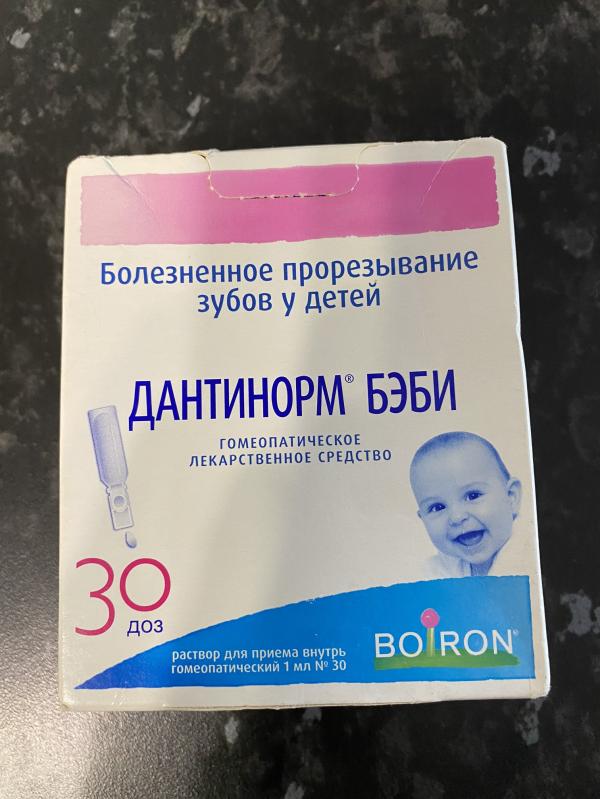 Болезненное прорезывание
зубов у детей
ДАНТИНОРМ® БЭБИ
ГОМЕОПАТИЧЕСКОЕ
ЛЕКАРСТВЕННОЕ СРЕДСТВО
30
ДОЗ
раствор для приема внутрь
гомеопатический 1 мл № 30
BOIRON®